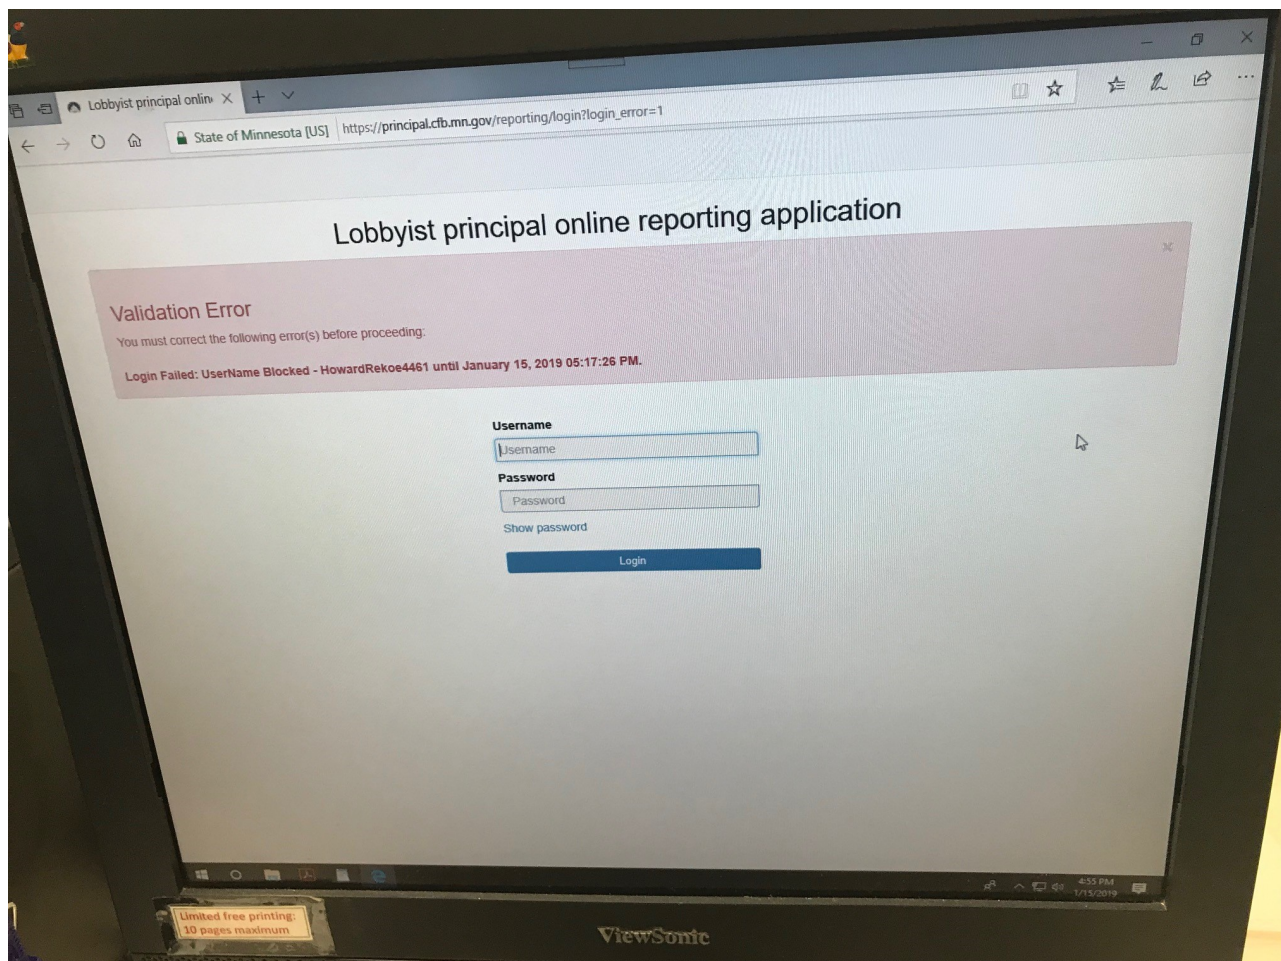 Lobbyist principal onlin
State of Minnesota [US] https://principal.cfb.mn.gov/reporting/login?login_error=1
Lobbyist principal online reporting application
Validation Error
You must correct the following error(s) before proceeding:
Login Failed: UserName Blocked - HowardRekoe4461 until January 15, 2019 05:17:26 PM.
Username
Username
Password
Password
Show password
Login
4:55 PM
1/15/2019
Limited free printing:
10 pages maximum
ViewSonic